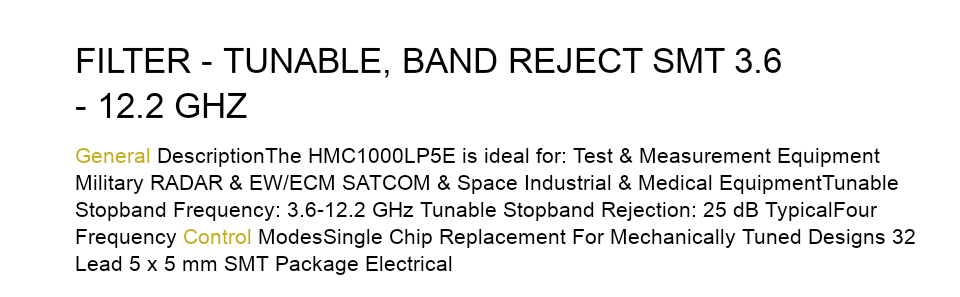 FILTER - TUNABLE, BAND REJECT SMT 3.6
- 12.2 GHZ
General DescriptionThe HMC1000LP5E is ideal for: Test & Measurement Equipment
Military RADAR & EW/ECM SATCOM & Space Industrial & Medical EquipmentTunable
Stopband Frequency: 3.6-12.2 GHz Tunable Stopband Rejection: 25 dB TypicalFour
Frequency Control ModesSingle Chip Replacement For Mechanically Tuned Designs 32
Lead 5 x 5 mm SMT Package Electrical